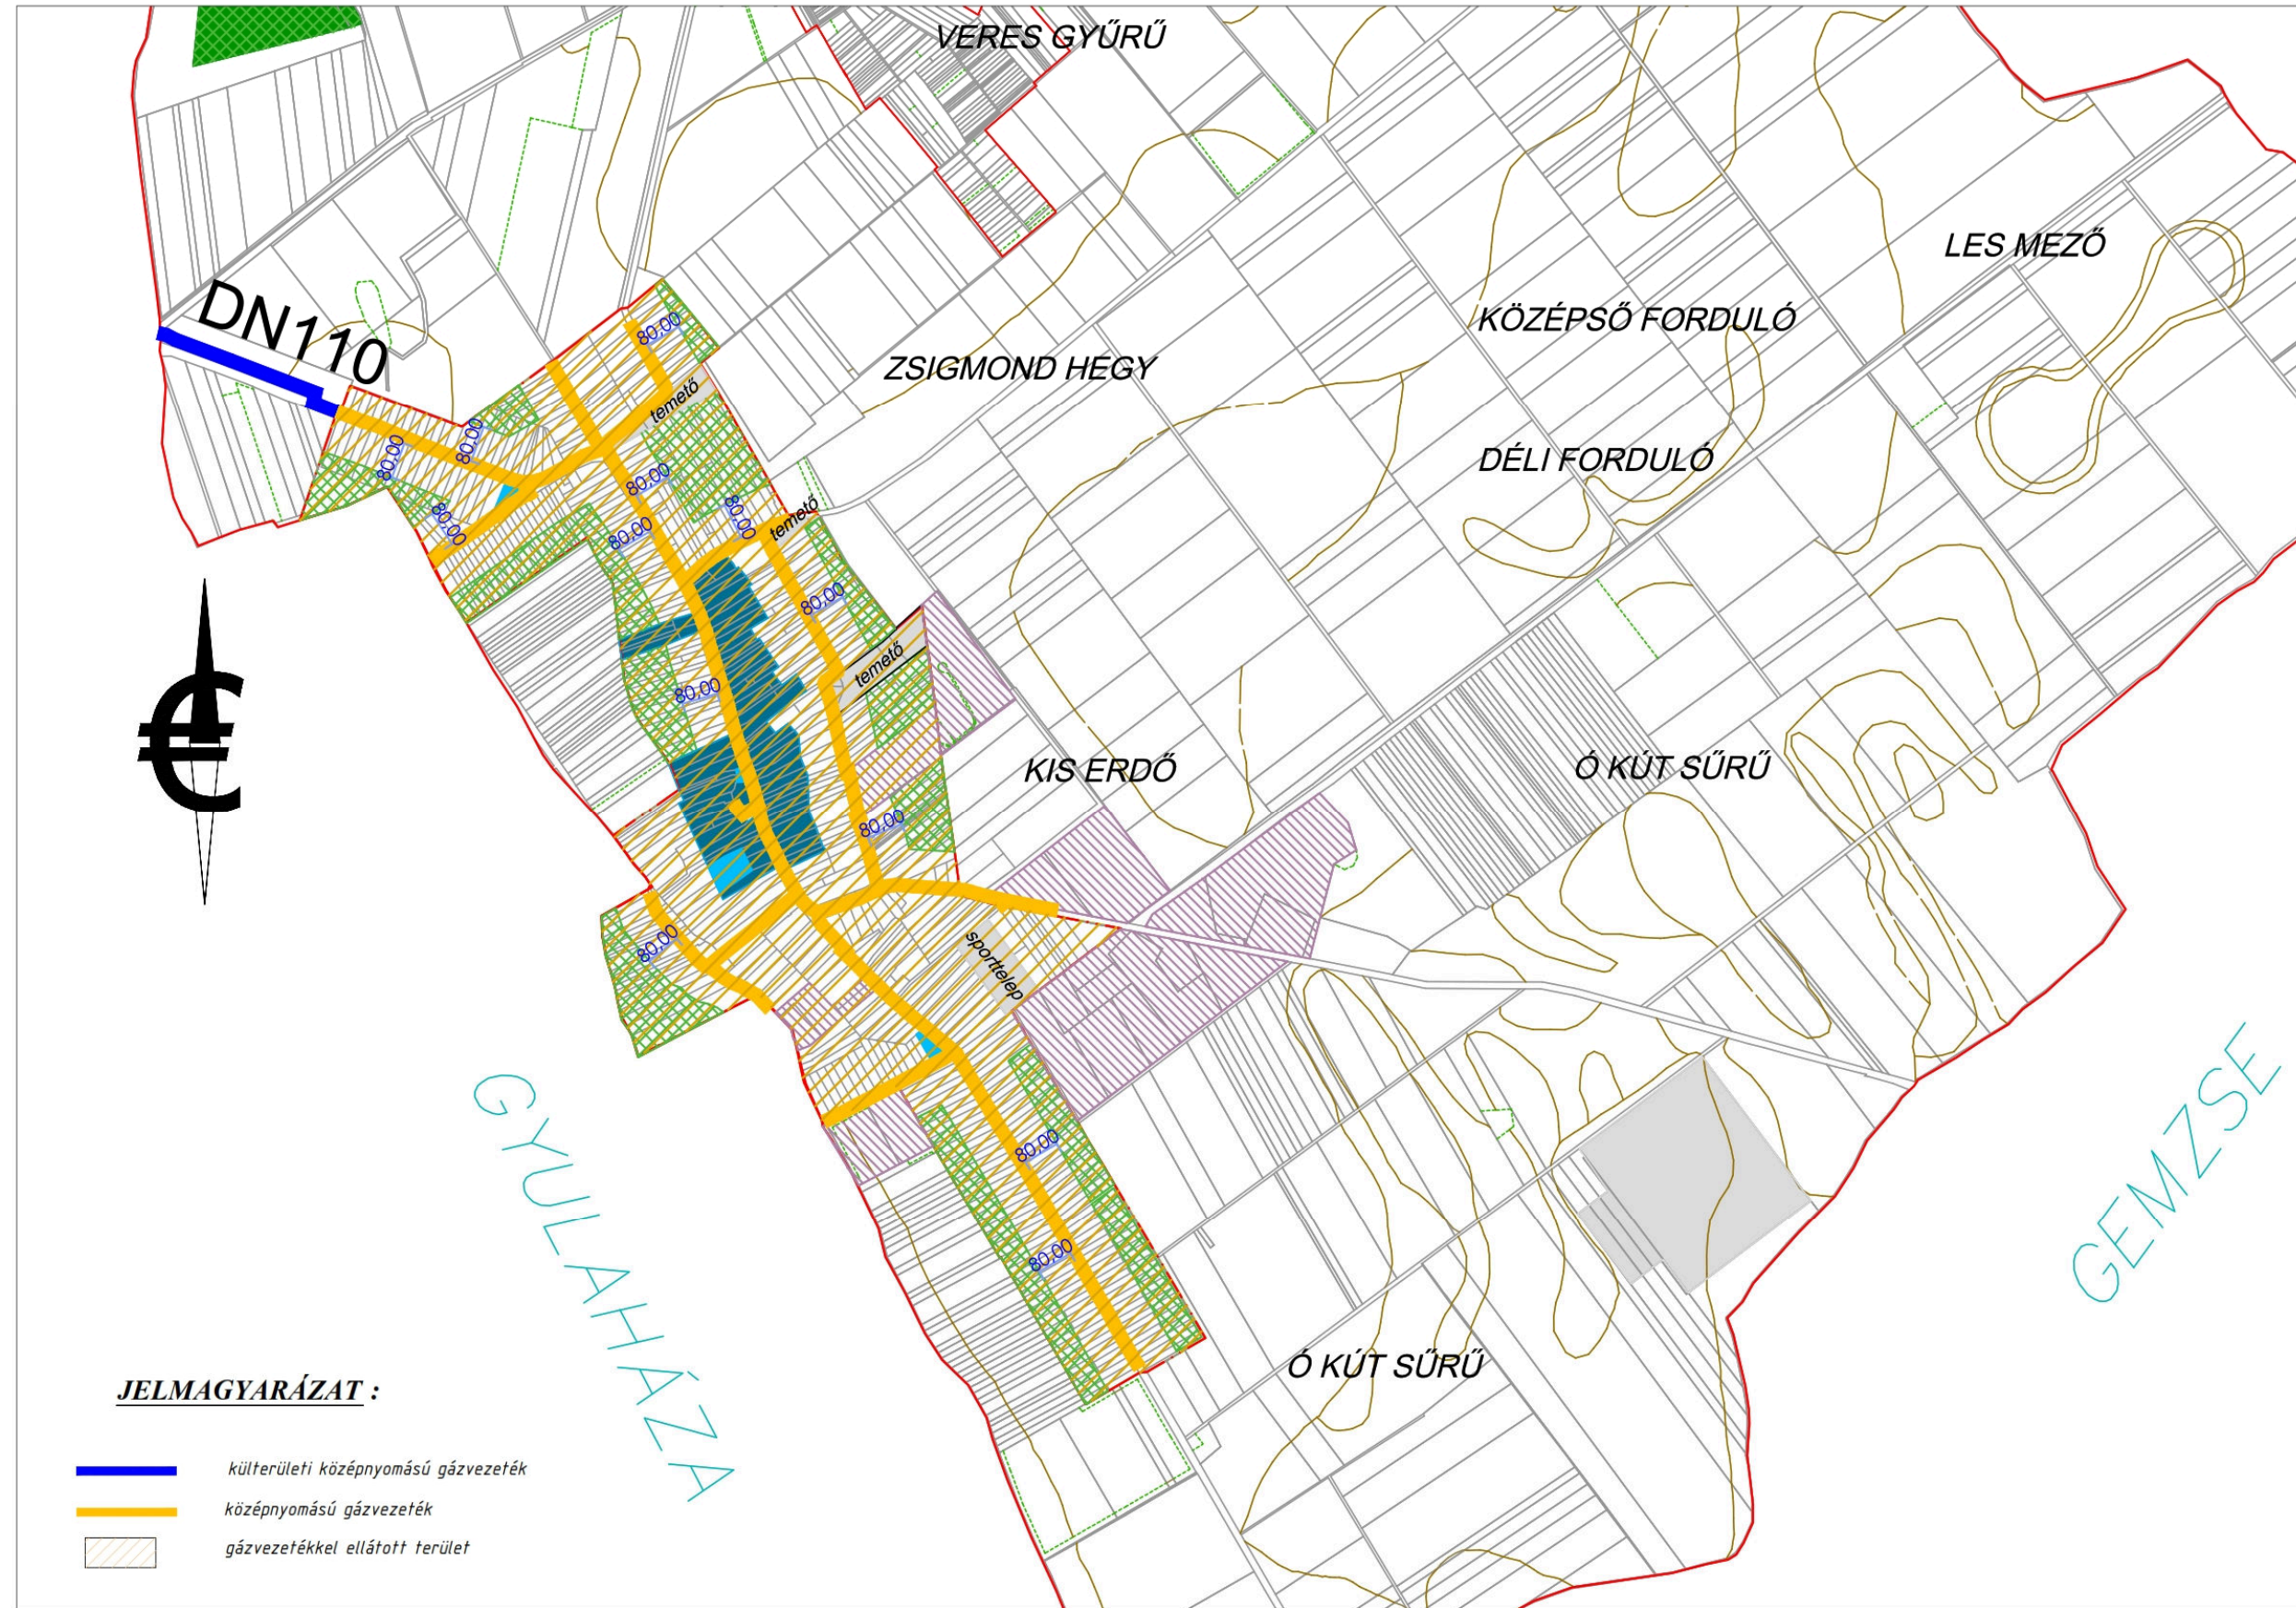 VERES GYŰRŰ
LES MEZŐ
DN110
80,00
KÖZÉPSŐ FORDULÓ
ZSIGMOND HEGY
temető
80,00
80,00
DÉLI FORDULÓ
80,00
80,00
80,00
temető
80,00
80,00
temető
80,00
KIS ERDŐ
Ó KÚT SŰRŰ
80,00
80,00
sporttelep
GYULAHÁZA
80,00
GEMZSE
80,00
Ó KÚT SŰRŰ
JELMAGYARÁZAT :
külterületi középnyomású gázvezeték
középnyomású gázvezeték
gázvezetékkel ellátott terület